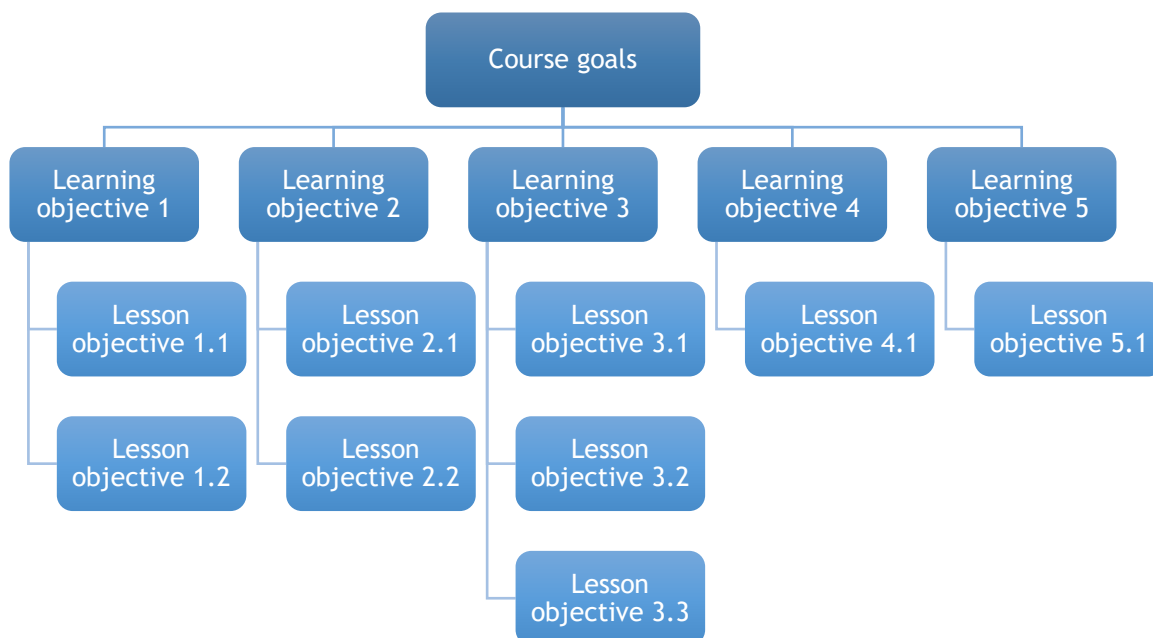 Course goals
Learning
objective 1
Learning
objective 2
Learning
objective 3
Learning
objective 4
Learning
objective 5
Lesson
objective 1.1
Lesson
objective 2.1
Lesson
objective 3.1
Lesson
objective 4.1
Lesson
objective 5.1
Lesson
objective 1.2
Lesson
objective 2.2
Lesson
objective 3.2
Lesson
objective 3.3